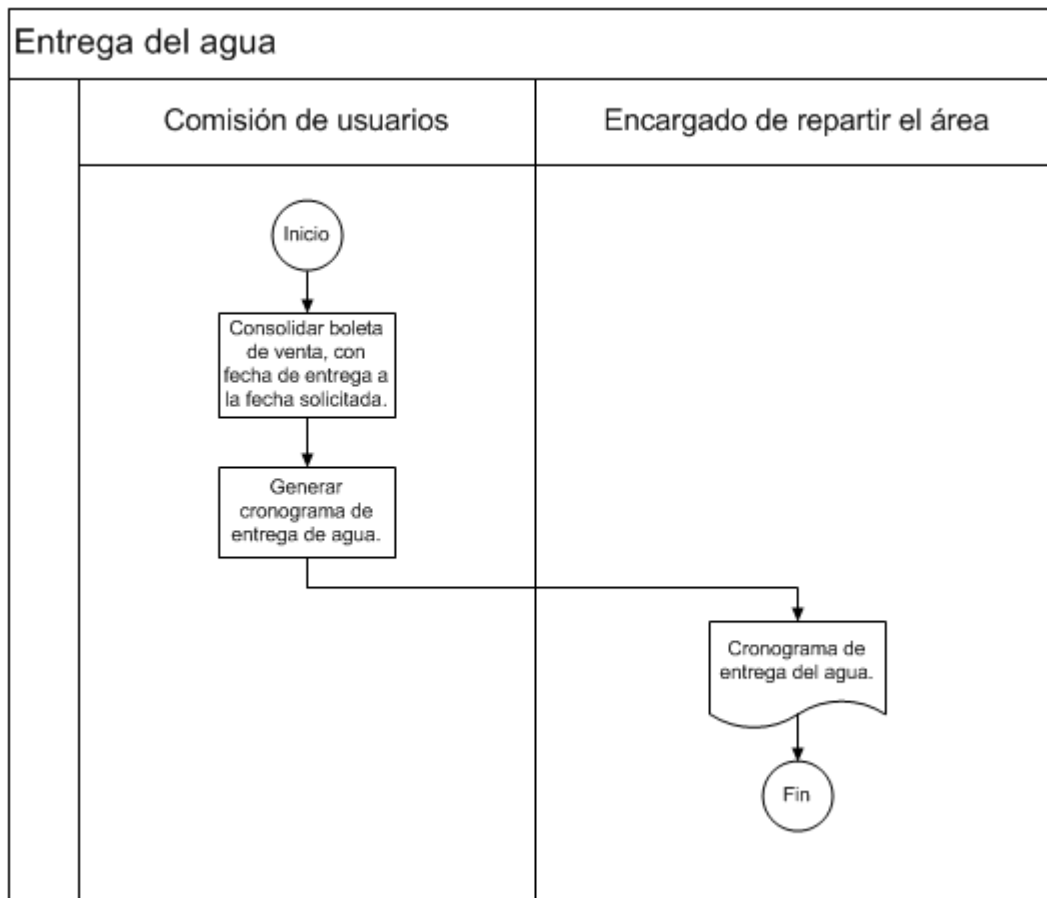 Entrega del agua
Comisión de usuarios
Encargado de repartir el área
Inicio
Consolidar boleta
de venta, con
fecha de entrega a
la fecha solicitada.
Generar
cronograma de
entrega de agua.
Cronograma de
entrega del agua.
Fin